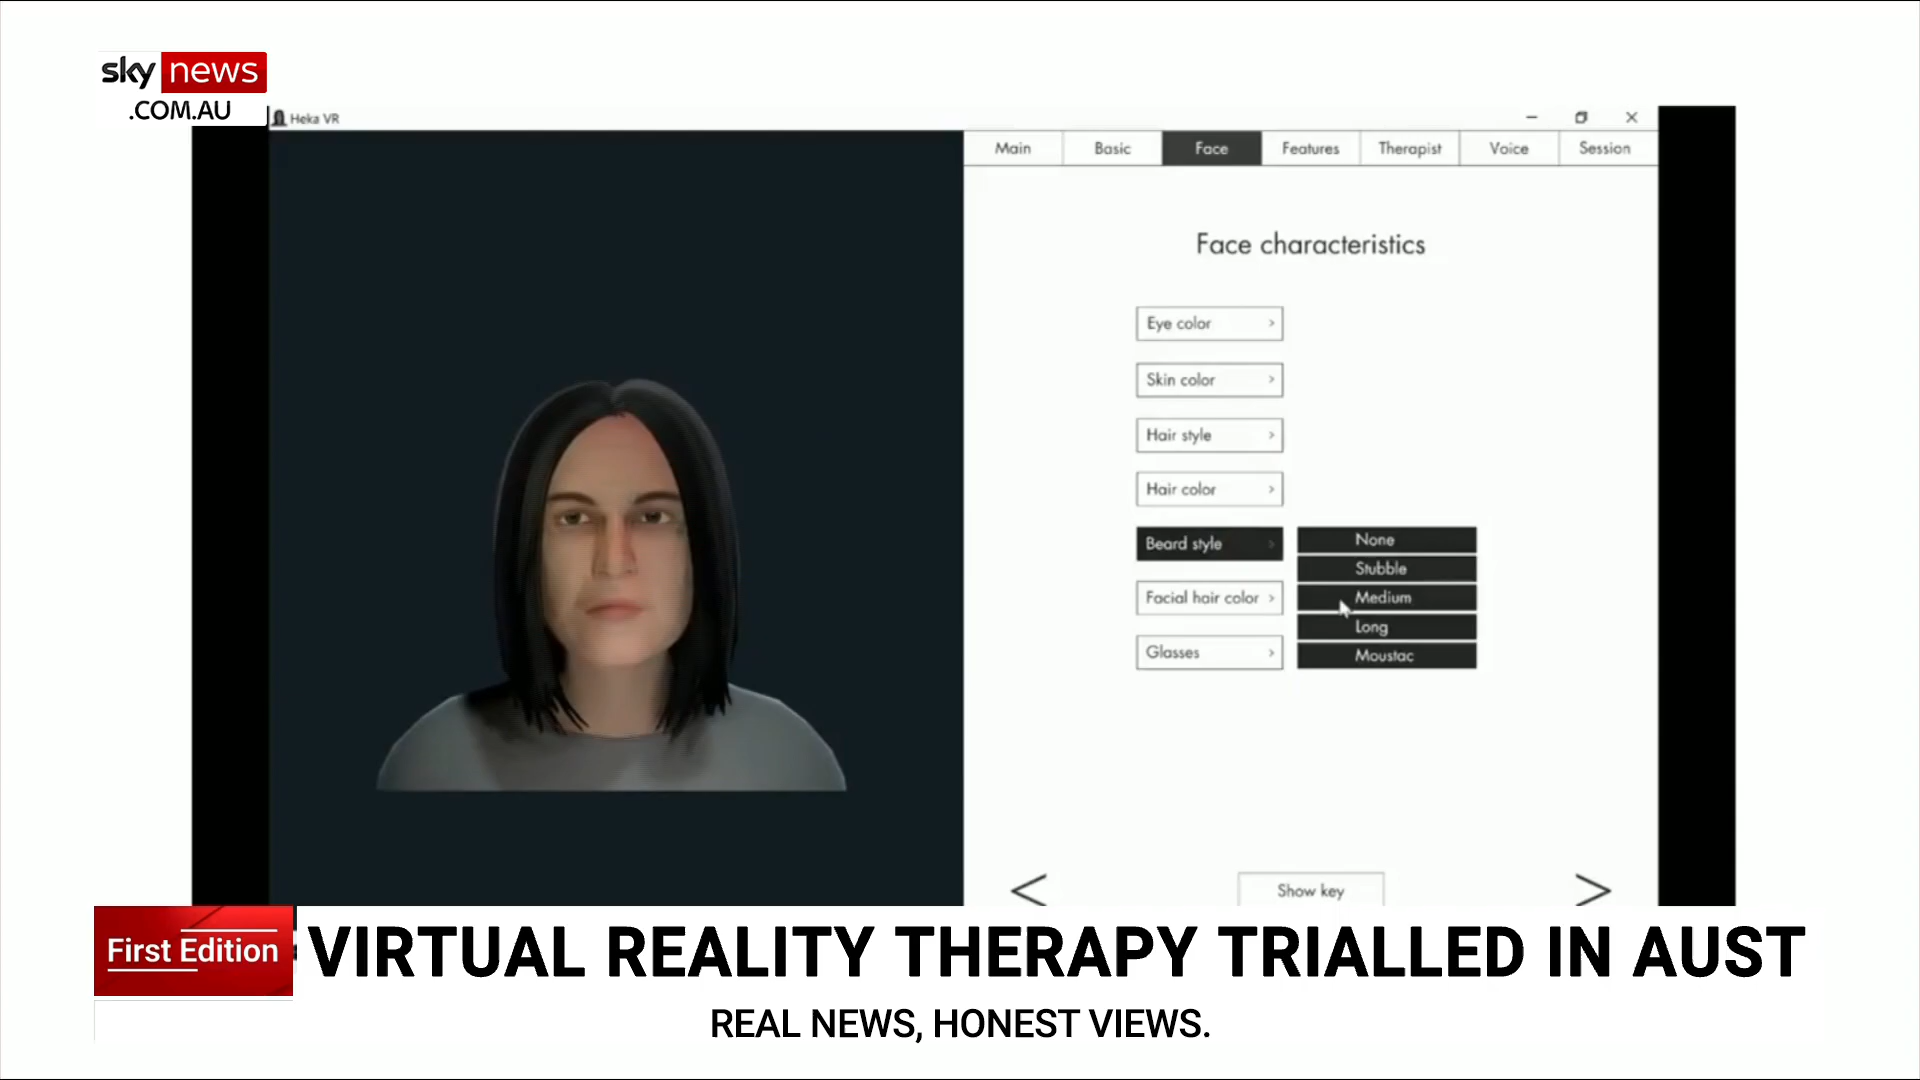 sky news
.COM.AU
Heka VR
Main Basic Face Features Therapist Voice Session
Face characteristics
Eye color >
Skin color >
Hair style >
Hair color >
Beard style >
None
Stubble
Medium
Long
Moustac
Facial hair color >
Glasses >
< Show key >
First Edition
VIRTUAL REALITY THERAPY TRIALLED IN AUST
REAL NEWS, HONEST VIEWS.